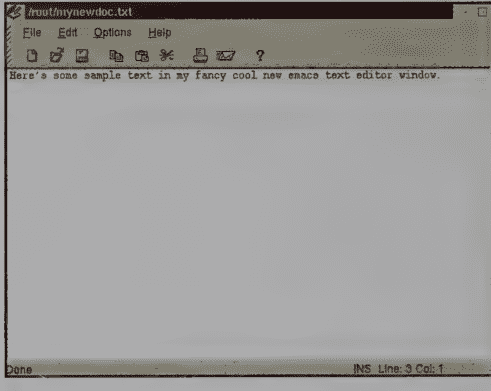 /root/mynewdoc.txt
File Edit Options Help
?
Here's some sample text in my fancy cool new emacs text editor window.
Done INS Line: 3 Col: 1